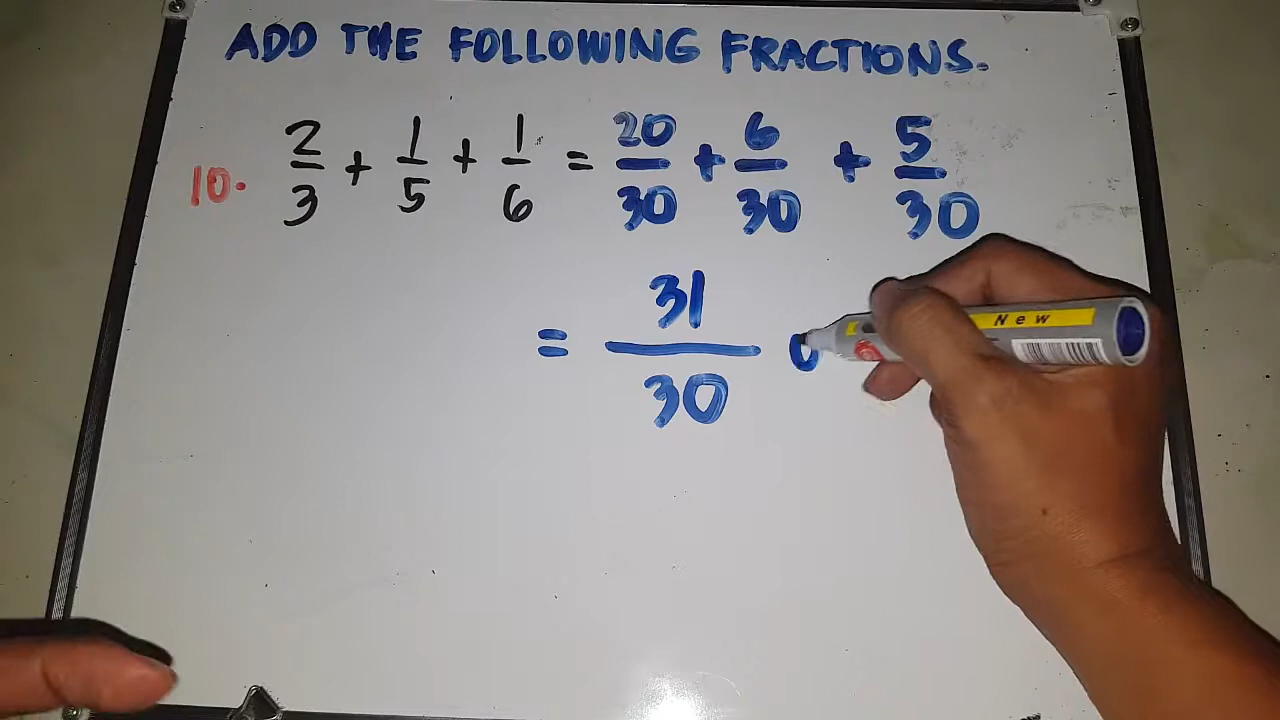 ADD THE FOLLOWING FRACTIONS.
10. 2/3 + 1/5 + 1/6 = 20/30 + 6/30 + 5/30
= 31/30 o
New